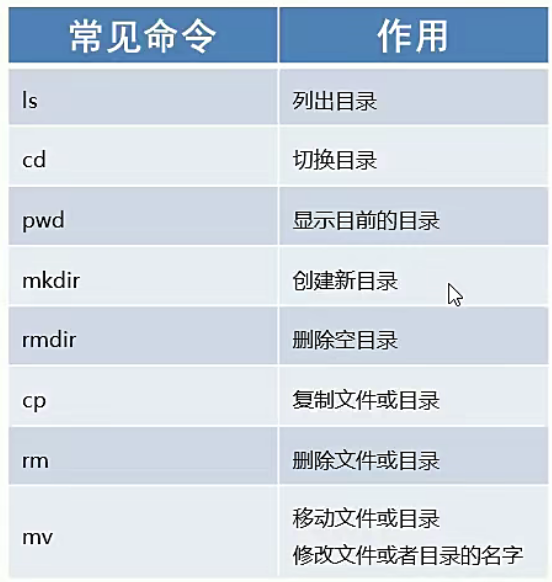 常见命令 作用
ls 列出目录
cd 切换目录
pwd 显示目前的目录
mkdir 创建新目录
rmdir 删除空目录
cp 复制文件或目录
rm 删除文件或目录
mv 移动文件或目录
修改文件或者目录的名字